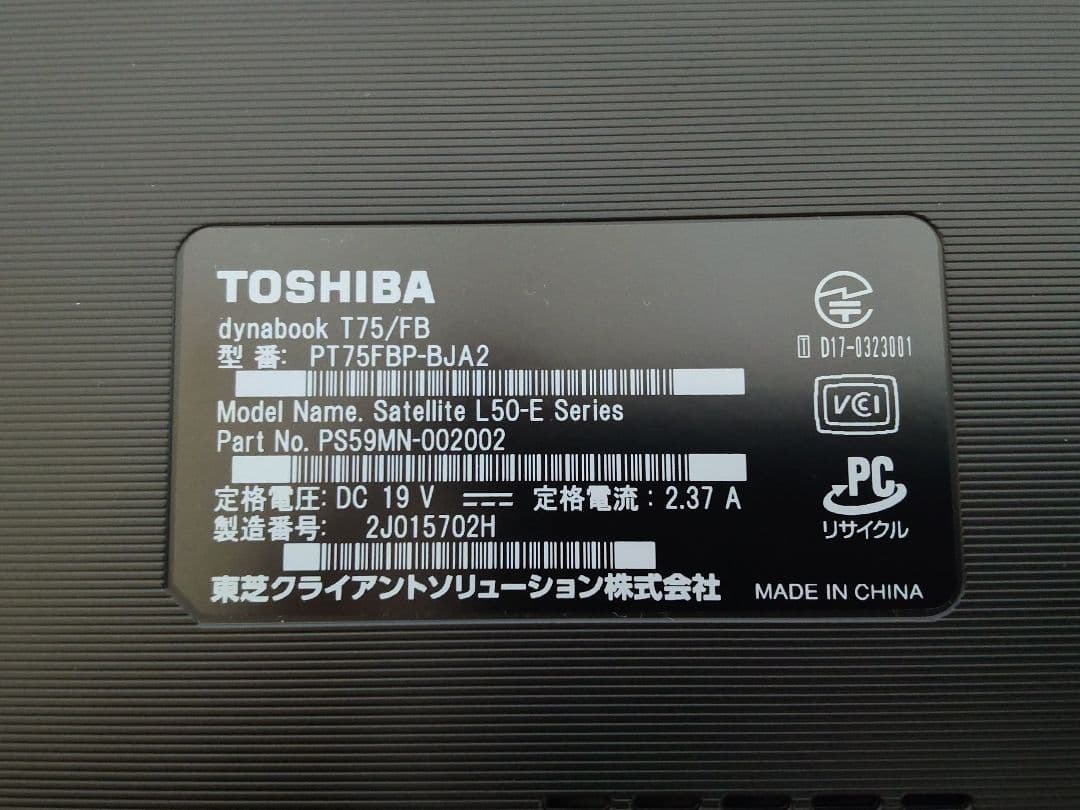 TOSHIBA
dynabook T75/FB
型 番: PT75FBP-BJA2
Model Name. Satellite L50-E Series
Part No. PS59MN-002002
定格電圧: DC 19 V ⎓ 定格電流: 2.37 A
製造番号: 2J015702H
東芝クライアントソリューション株式会社
T D17-0323001
VCI
PC
リサイクル
MADE IN CHINA